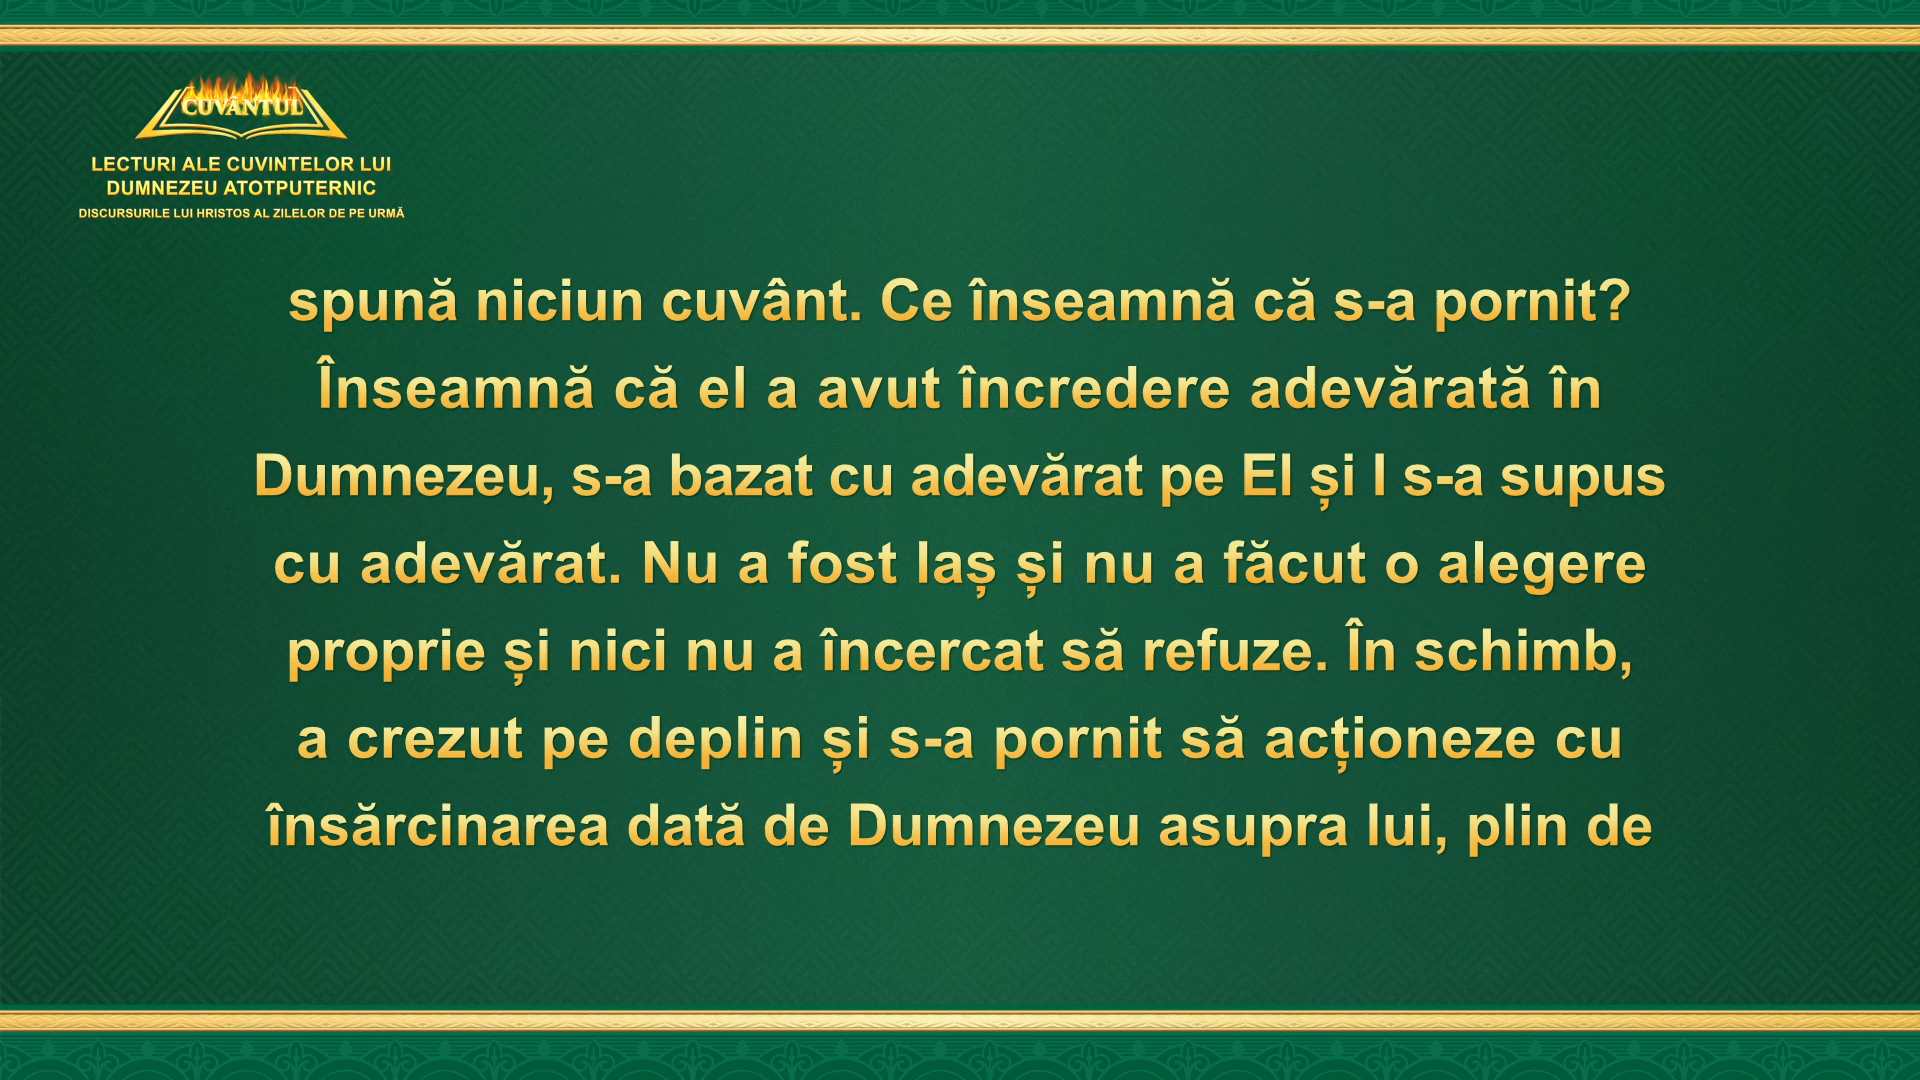 CUVÂNTUL
LECTURI ALE CUVINTELOR LUI
DUMNEZEU ATOTPUTERNIC
DISCURSURILE LUI HRISTOS AL ZILELOR DE PE URMĂ
spună niciun cuvânt. Ce înseamnă că s-a pornit?
Înseamnă că el a avut încredere adevărată în
Dumnezeu, s-a bazat cu adevărat pe El și I s-a supus
cu adevărat. Nu a fost laș și nu a făcut o alegere
proprie și nici nu a încercat să refuze. În schimb,
a crezut pe deplin și s-a pornit să acționeze cu
însărcinarea dată de Dumnezeu asupra lui, plin de